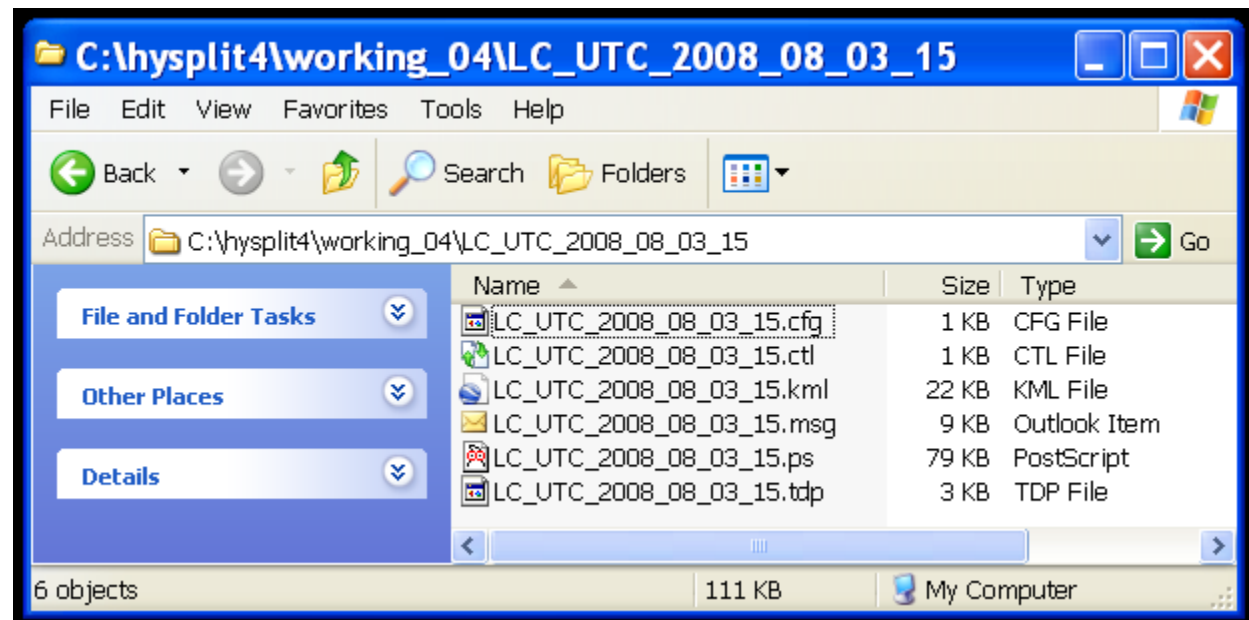 C:\hysplit4\working_04\LC_UTC_2008_08_03_15
File Edit View Favorites Tools Help
Back Search Folders
Address C:\hysplit4\working_04\LC_UTC_2008_08_03_15 Go
File and Folder Tasks
Other Places
Details
Name Size Type
LC_UTC_2008_08_03_15.cfg 1 KB CFG File
LC_UTC_2008_08_03_15.ctl 1 KB CTL File
LC_UTC_2008_08_03_15.kml 22 KB KML File
LC_UTC_2008_08_03_15.msg 9 KB Outlook Item
LC_UTC_2008_08_03_15.ps 79 KB PostScript
LC_UTC_2008_08_03_15.tdp 3 KB TDP File
6 objects 111 KB My Computer